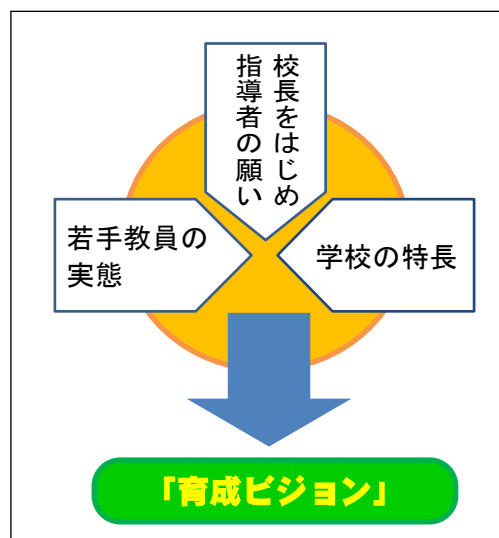 校長をはじめ
指導者の願い
若手教員の
実態
学校の特長
「育成ビジョン」